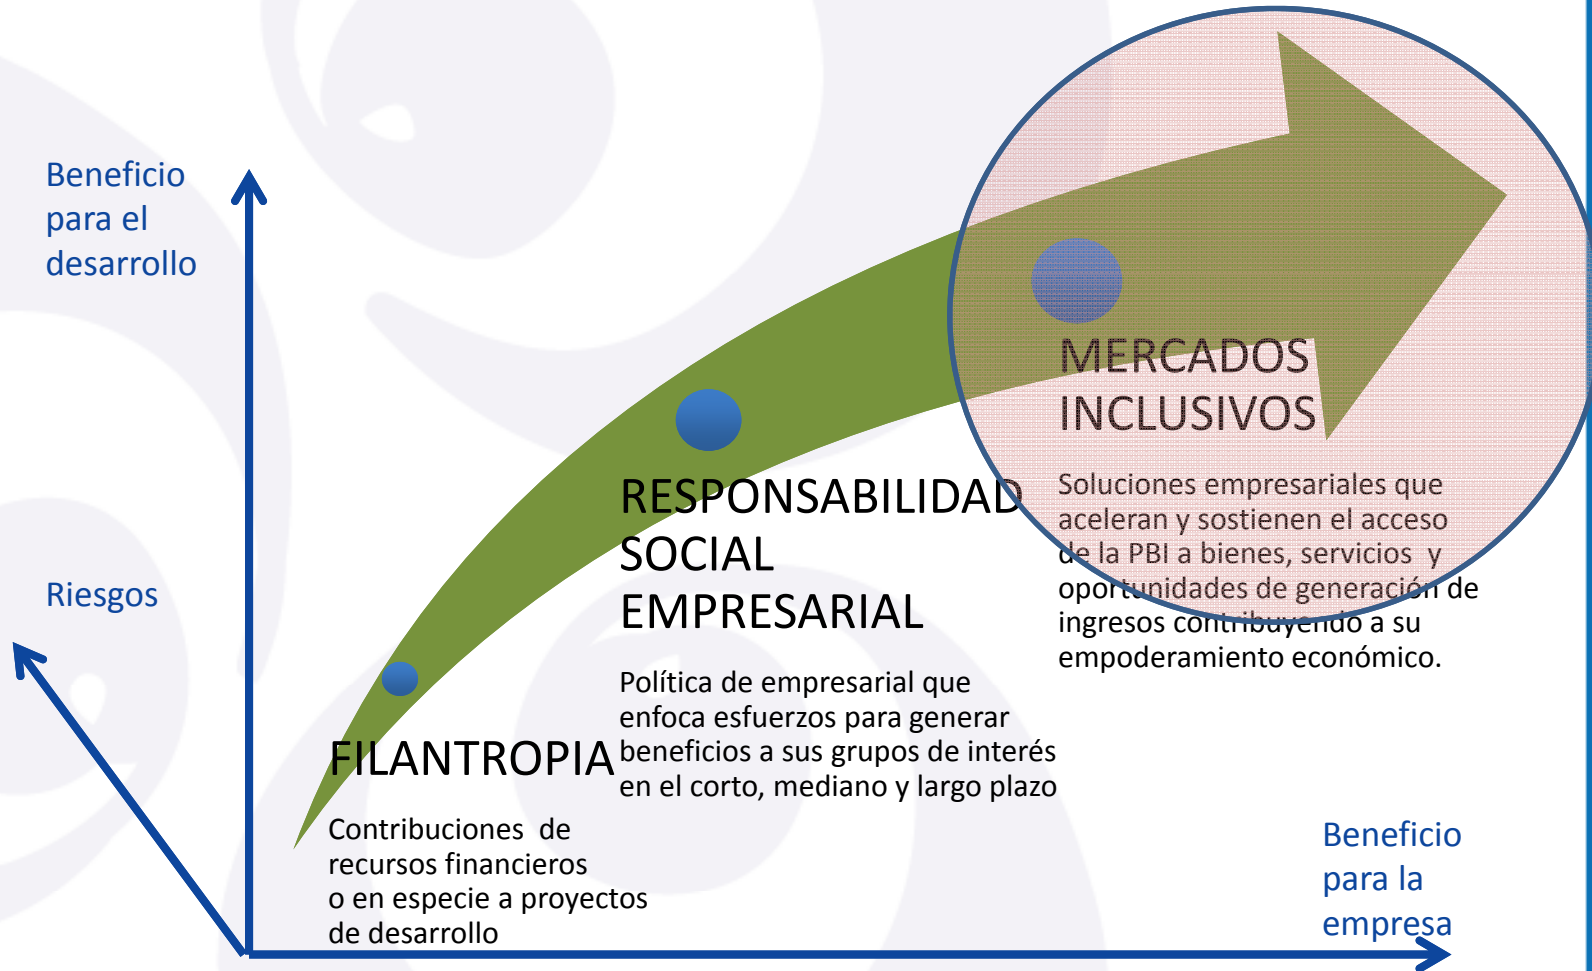 Beneficio
para el
desarrollo
Riesgos
FILANTROPIA
Contribuciones de
recursos financieros
o en especie a proyectos
de desarrollo
RESPONSABILIDAD
SOCIAL
EMPRESARIAL
Política de empresarial que
enfoca esfuerzos para generar
beneficios a sus grupos de interés
en el corto, mediano y largo plazo
MERCADOS
INCLUSIVOS
Soluciones empresariales que
aceleran y sostienen el acceso
de la PBI a bienes, servicios y
oportunidades de generación de
ingresos contribuyendo a su
empoderamiento económico.
Beneficio
para la
empresa